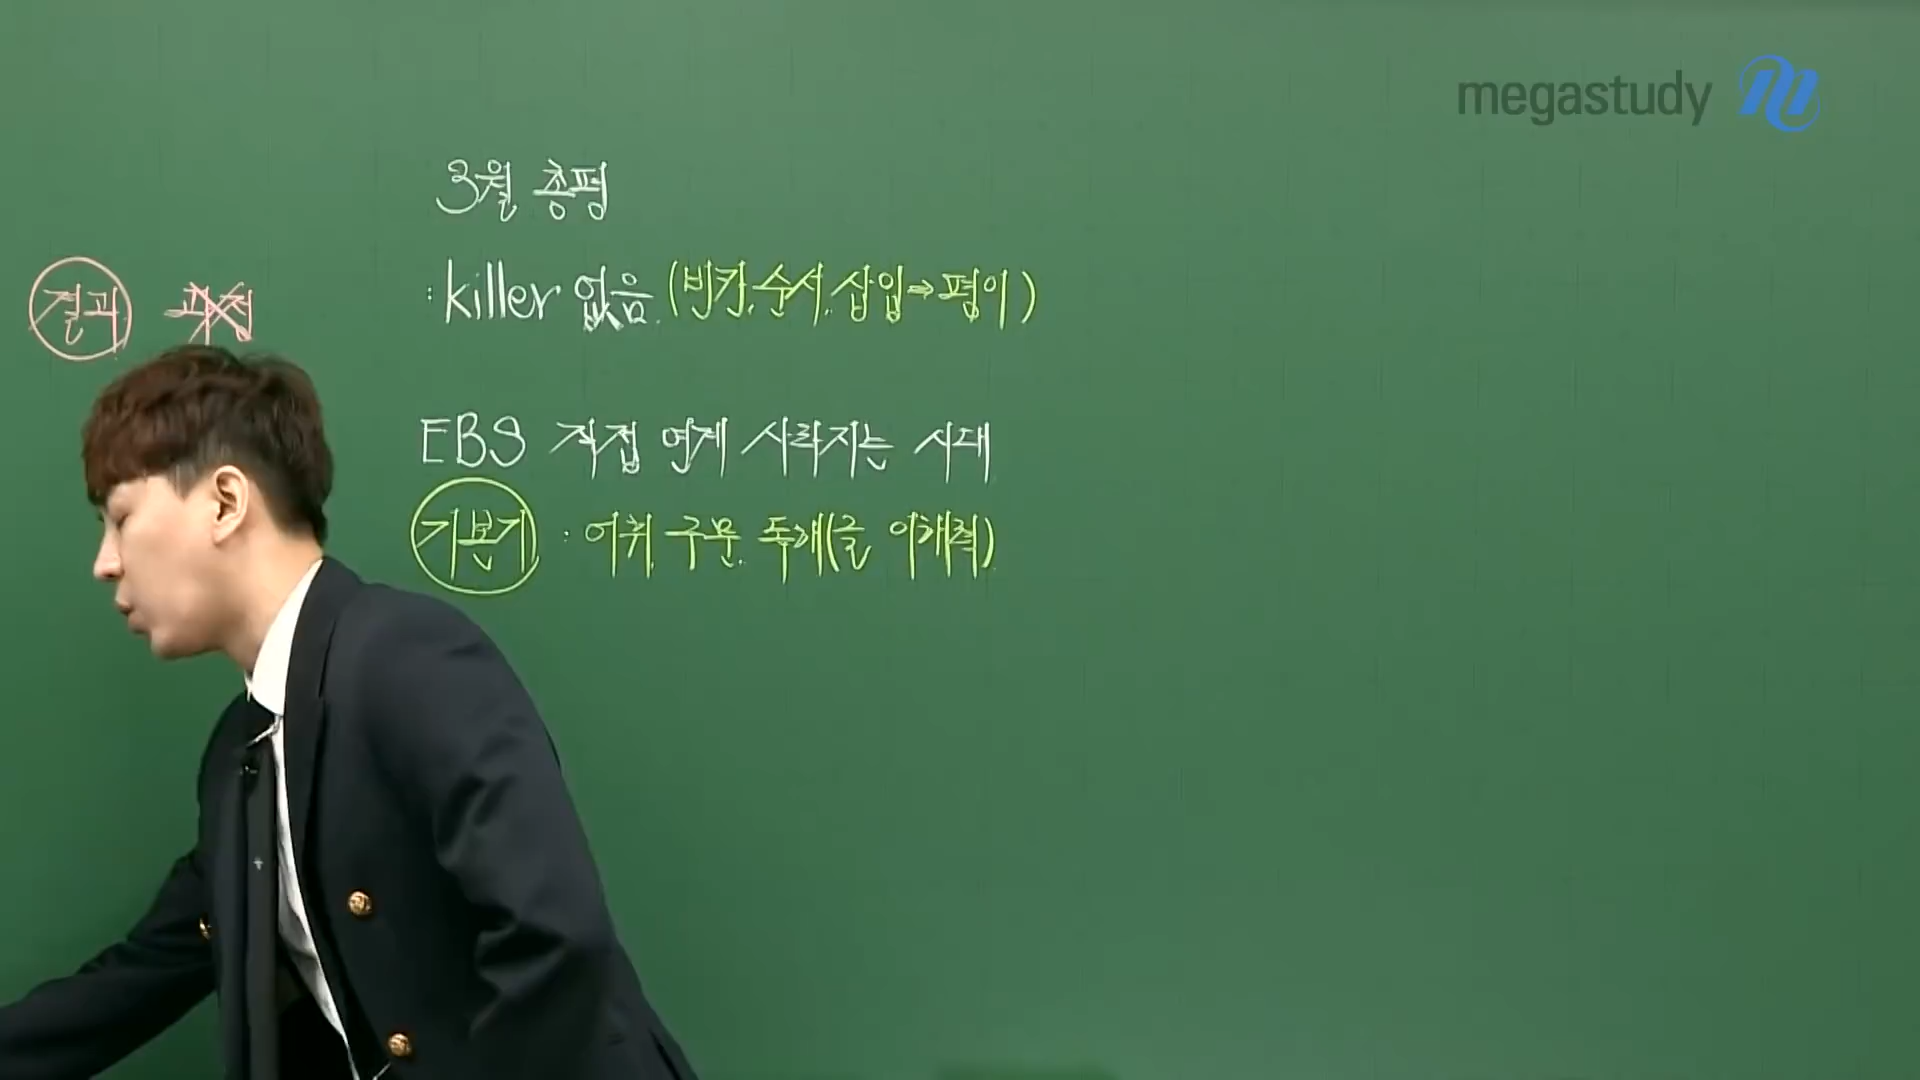 megastudy
3월 총평
결과 과정
: killer 없음. (빈칸, 순서, 삽입 ⇒ 평이)
EBS 직접 연계 사라지는 시대
기본기 : 어휘, 구문, 독해(글 이해력)